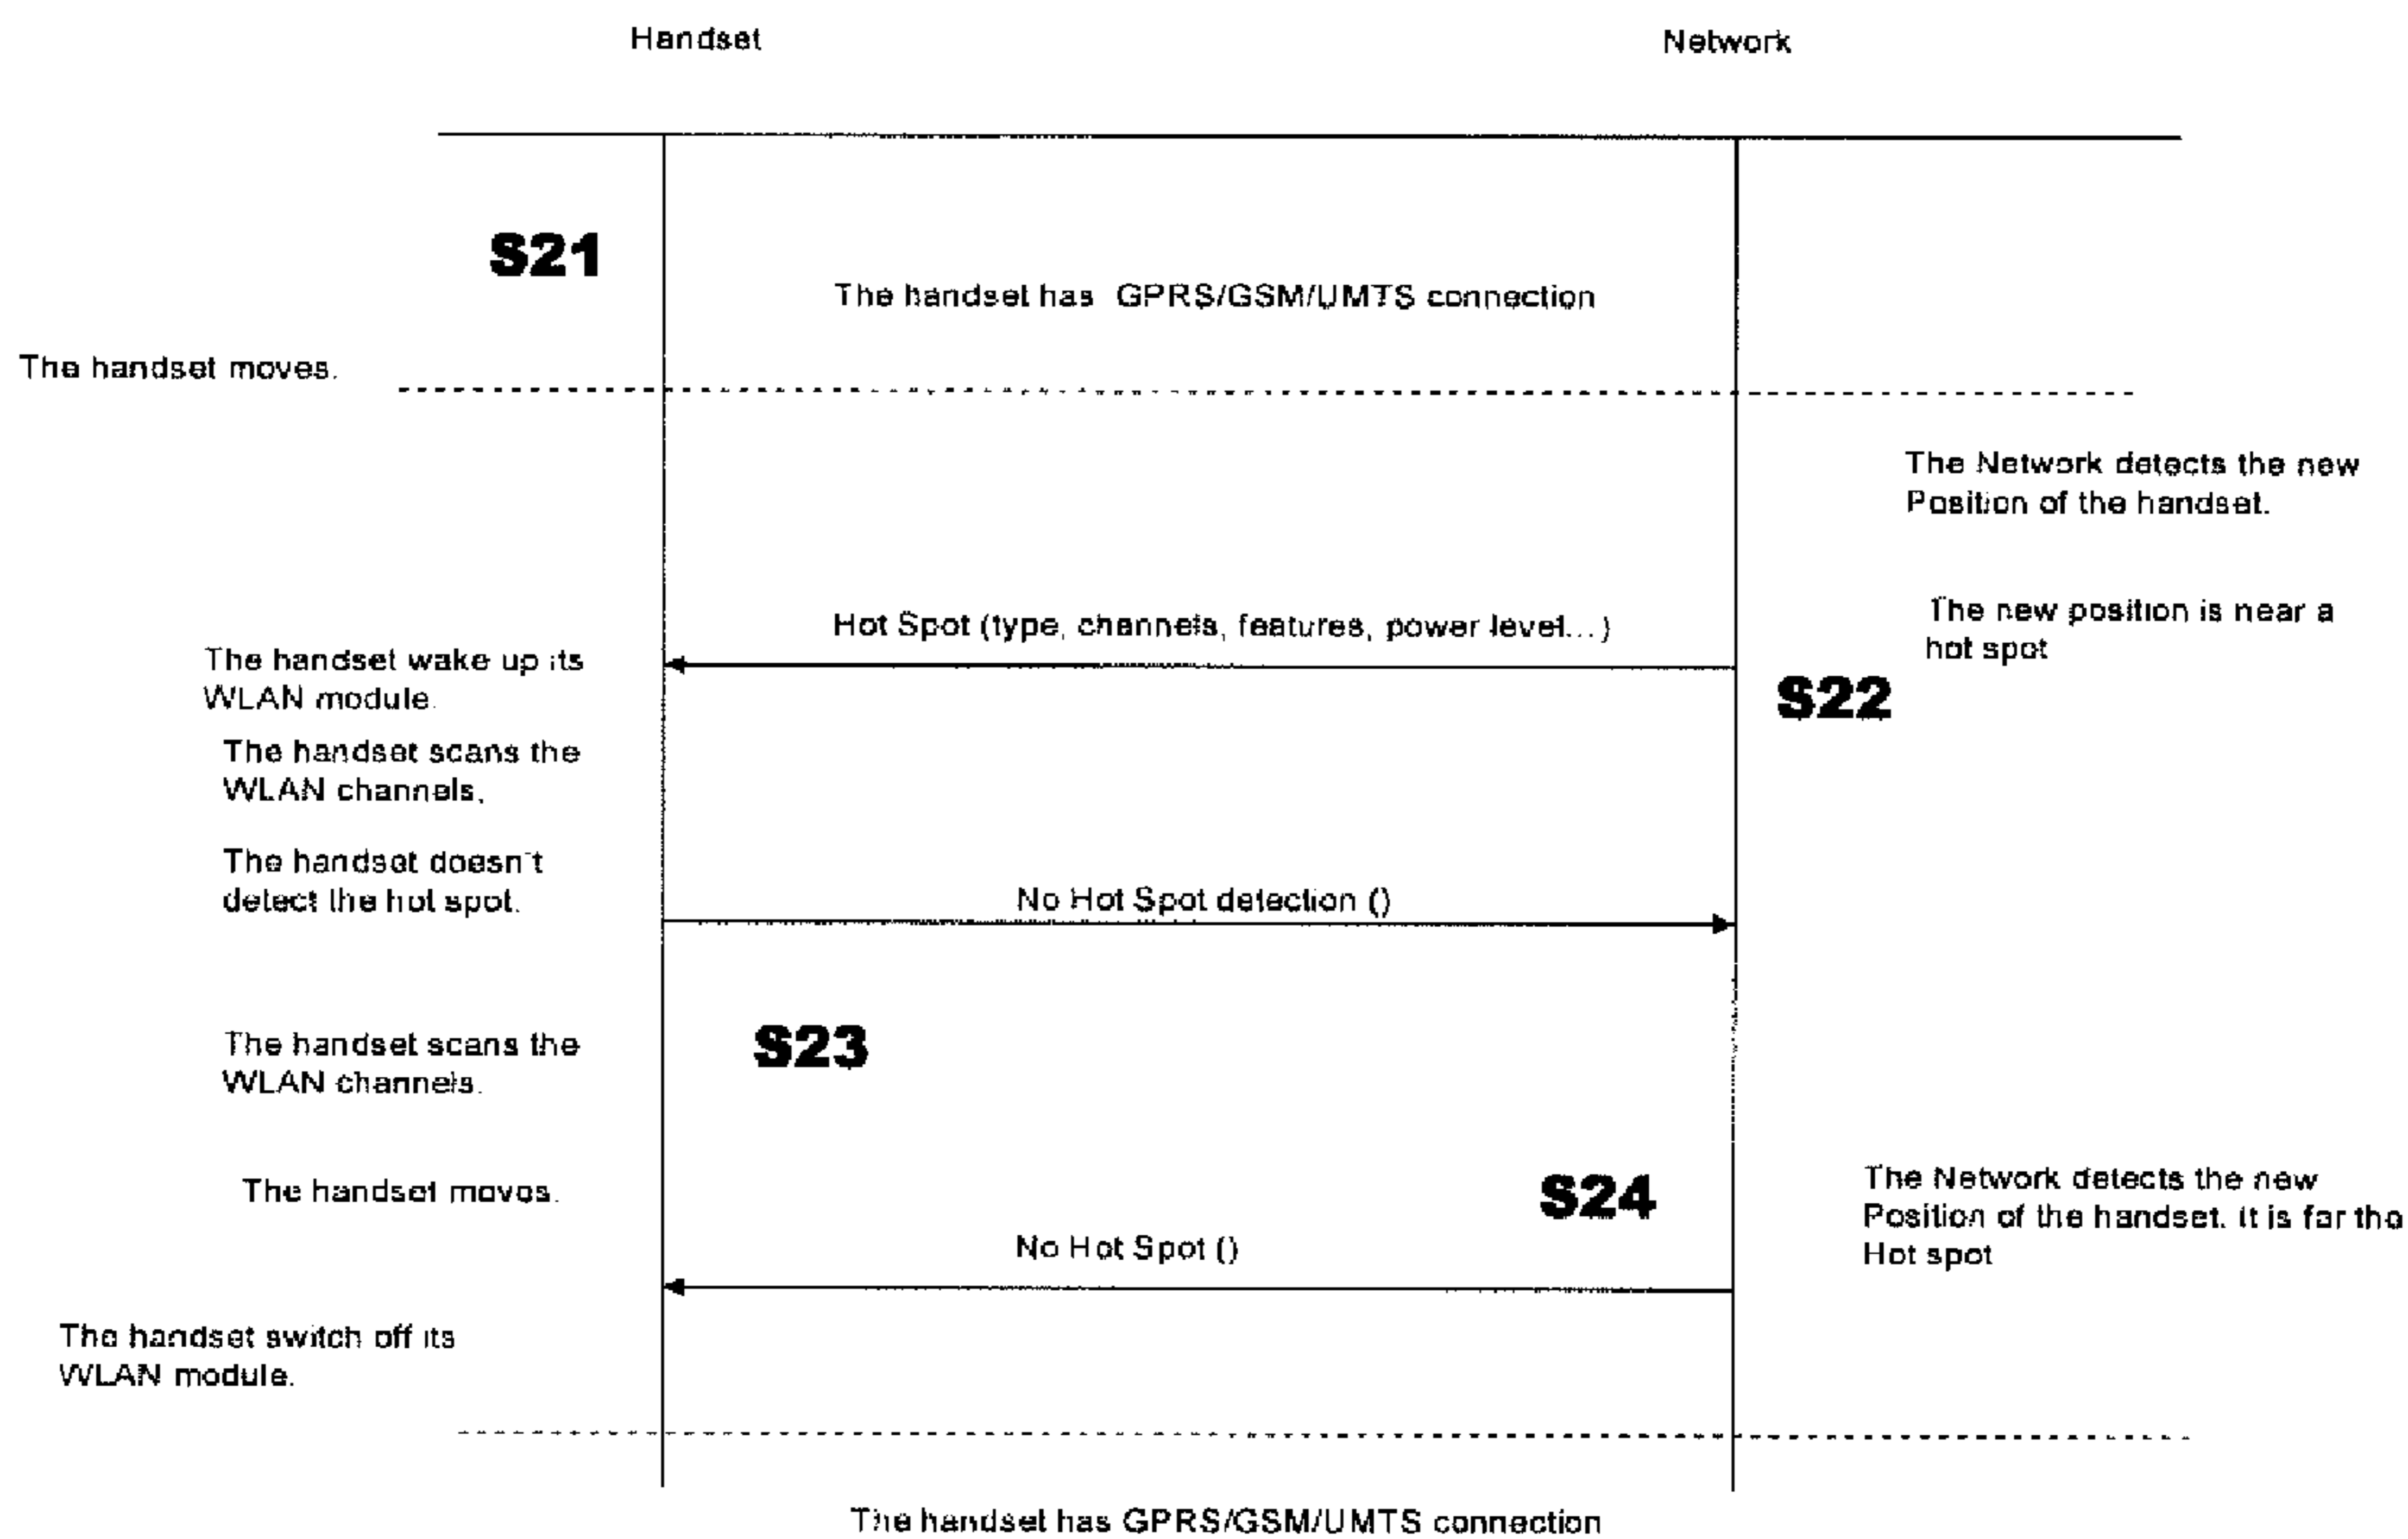 Handset
Network
S21
The handset has GPRS/GSM/UMTS connection
The handset moves.
The Network detects the new
Position of the handset.
Hot Spot (type, channels, features, power level...)
The new position is near a
hot spot
The handset wake up its
WLAN module.
S22
The handset scans the
WLAN channels.
The handset doesn't
detect the hot spot.
No Hot Spot detection ()
The handset scans the
WLAN channels.
S23
The handset moves.
S24
The Network detects the new
Position of the handset. It is far the
Hot spot
No Hot Spot ()
The handset switch off its
WLAN module.
The handset has GPRS/GSM/UMTS connection